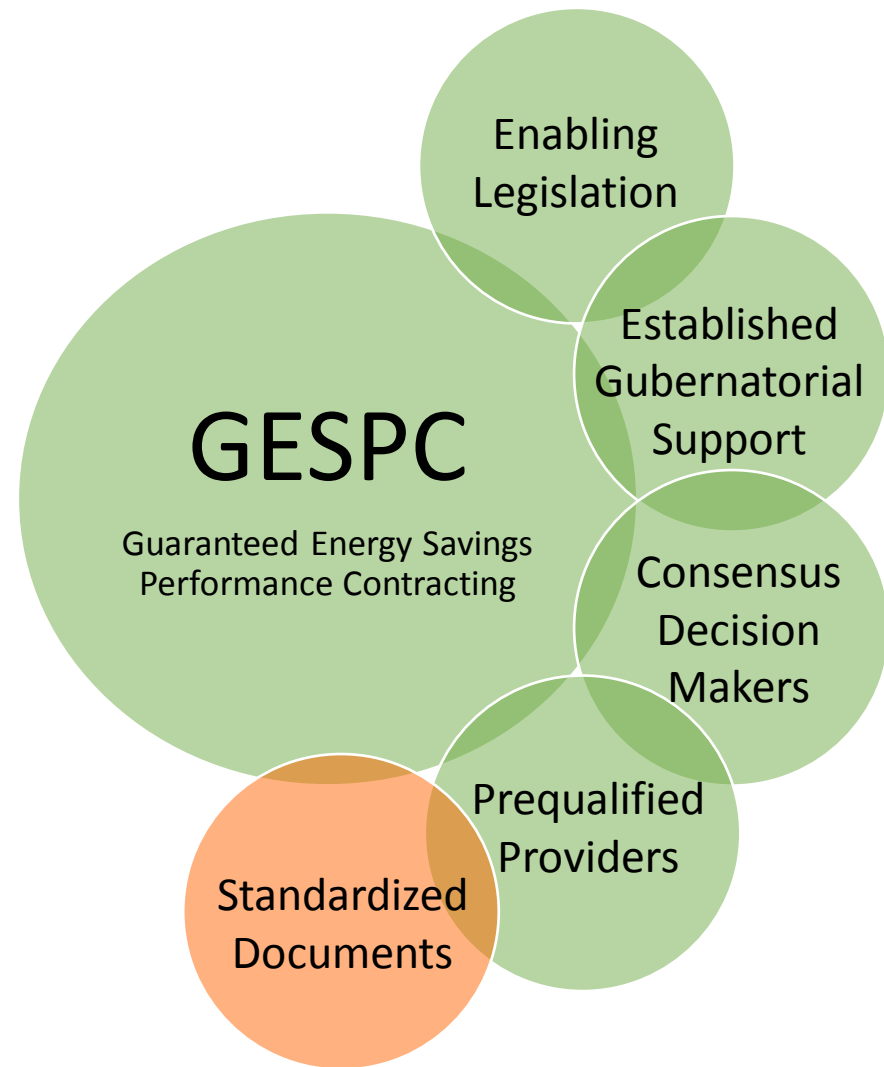 Enabling
Legislation
Established
Gubernatorial
Support
GESPC
Guaranteed Energy Savings
Performance Contracting
Consensus
Decision
Makers
Prequalified
Providers
Standardized
Documents